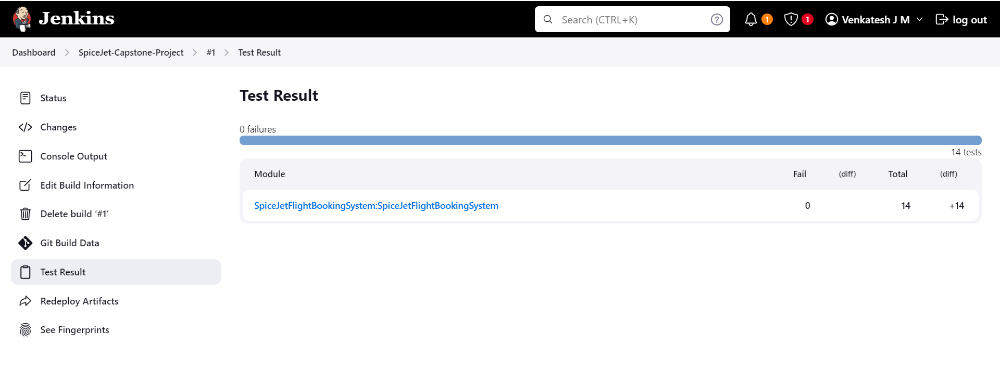 Jenkins
Search (CTRL+K)
?
1
1
Venkatesh J M
log out
Dashboard
SpiceJet-Capstone-Project
#1
Test Result
Status
Changes
Console Output
Edit Build Information
Delete build ‘#1’
Git Build Data
Test Result
Redeploy Artifacts
See Fingerprints
Test Result
0 failures
14 tests
Module Fail (diff) Total (diff)
SpiceJetFlightBookingSystem:SpiceJetFlightBookingSystem 0 14 +14